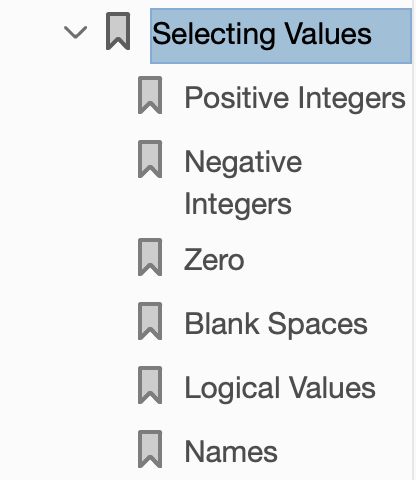 Selecting Values
Positive Integers
Negative
Integers
Zero
Blank Spaces
Logical Values
Names